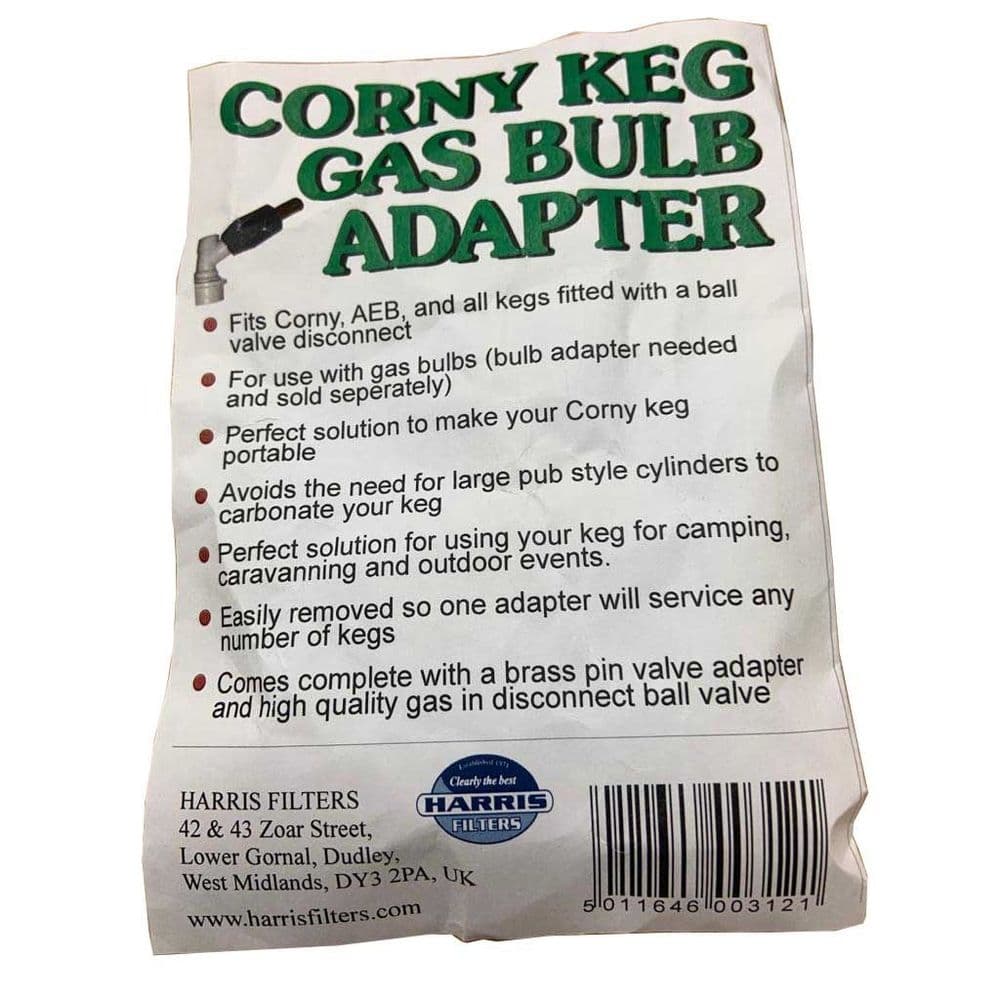 CORNY KEG
GAS BULB
ADAPTER
Fits Corny, AEB, and all kegs fitted with a ball
valve disconnect
For use with gas bulbs (bulb adapter needed
and sold seperately)
Perfect solution to make your Corny keg
portable
Avoids the need for large pub style cylinders to
carbonate your keg
Perfect solution for using your keg for camping,
caravanning and outdoor events.
Easily removed so one adapter will service any
number of kegs
Comes complete with a brass pin valve adapter
and high quality gas in disconnect ball valve
HARRIS FILTERS
42 & 43 Zoar Street,
Lower Gornal, Dudley,
West Midlands, DY3 2PA, UK
www.harrisfilters.com
Established
Clearly the best
HARRIS
FILTERS
5 011646 003121